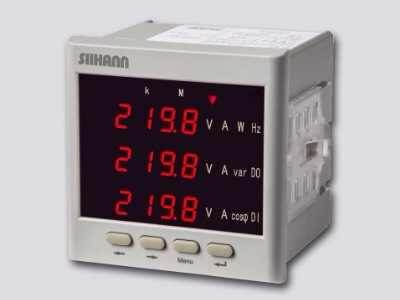 SIIHANN
k M
219.8 V A W Hz
219.8 V A var DO
219.8 V A cosφ DI
Menu